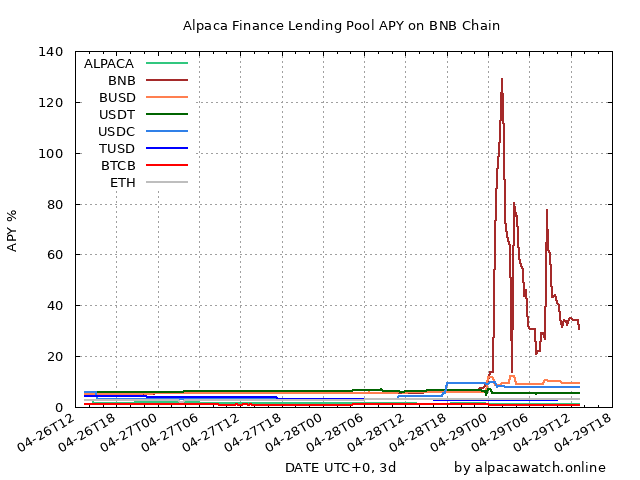 Alpaca Finance Lending Pool APY on BNB Chain
140
120
100
80
60
40
20
0
APY %
ALPACA
BNB
BUSD
USDT
USDC
TUSD
BTCB
ETH
04-26T12
04-26T18
04-27T00
04-27T06
04-27T12
04-27T18
04-28T00
04-28T06
04-28T12
04-28T18
04-29T00
04-29T06
04-29T12
04-29T18
DATE UTC+0, 3d
by alpacawatch.online